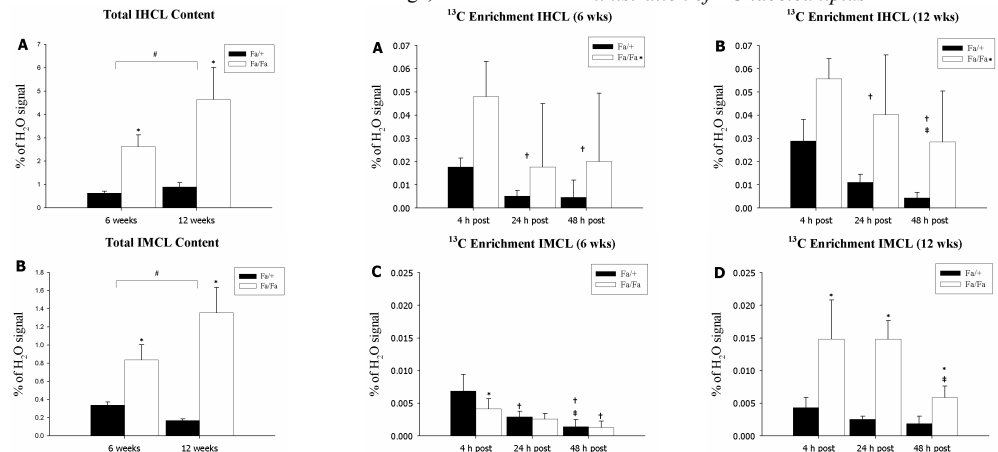 Total IHCL Content
A
% of H2O signal
7
6
5
4
3
2
1
0
#
*
*
Fa/+
Fa/Fa
6 weeks 12 weeks
Total IMCL Content
B
% of H2O signal
1.8
1.6
1.4
1.2
1.0
0.8
0.6
0.4
0.2
0.0
#
*
*
Fa/+
Fa/Fa
6 weeks 12 weeks
13C Enrichment IHCL (6 wks)
A
% of H2O signal
0.07
0.06
0.05
0.04
0.03
0.02
0.01
0.00
†
†
Fa/+
Fa/Fa*
4 h post 24 h post 48 h post
13C Enrichment IHCL (12 wks)
B
% of H2O signal
0.07
0.06
0.05
0.04
0.03
0.02
0.01
0.00
†
†
‡
Fa/+
Fa/Fa*
4 h post 24 h post 48 h post
13C Enrichment IMCL (6 wks)
C
% of H2O signal
0.025
0.020
0.015
0.010
0.005
0.000
*
†
†
‡
†
Fa/+
Fa/Fa
4 h post 24 h post 48 h post
13C Enrichment IMCL (12 wks)
D
% of H2O signal
0.025
0.020
0.015
0.010
0.005
0.000
*
*
*
‡
Fa/+
Fa/Fa
4 h post 24 h post 48 h post